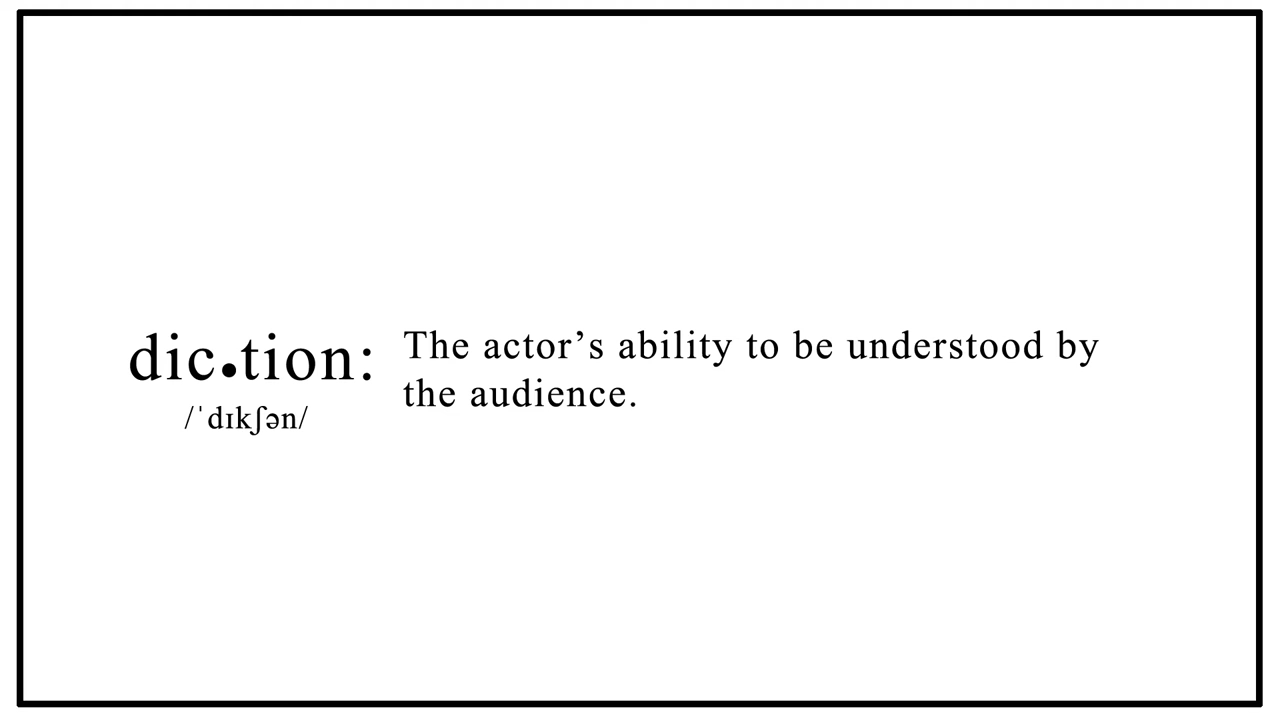 dic•tion:
/ˈdɪkʃən/
The actor’s ability to be understood by
the audience.